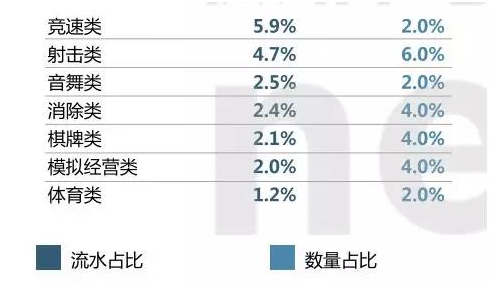 竞速类 5.9% 2.0%
射击类 4.7% 6.0%
音舞类 2.5% 2.0%
消除类 2.4% 4.0%
棋牌类 2.1% 4.0%
模拟经营类 2.0% 4.0%
体育类 1.2% 2.0%
流水占比 数量占比